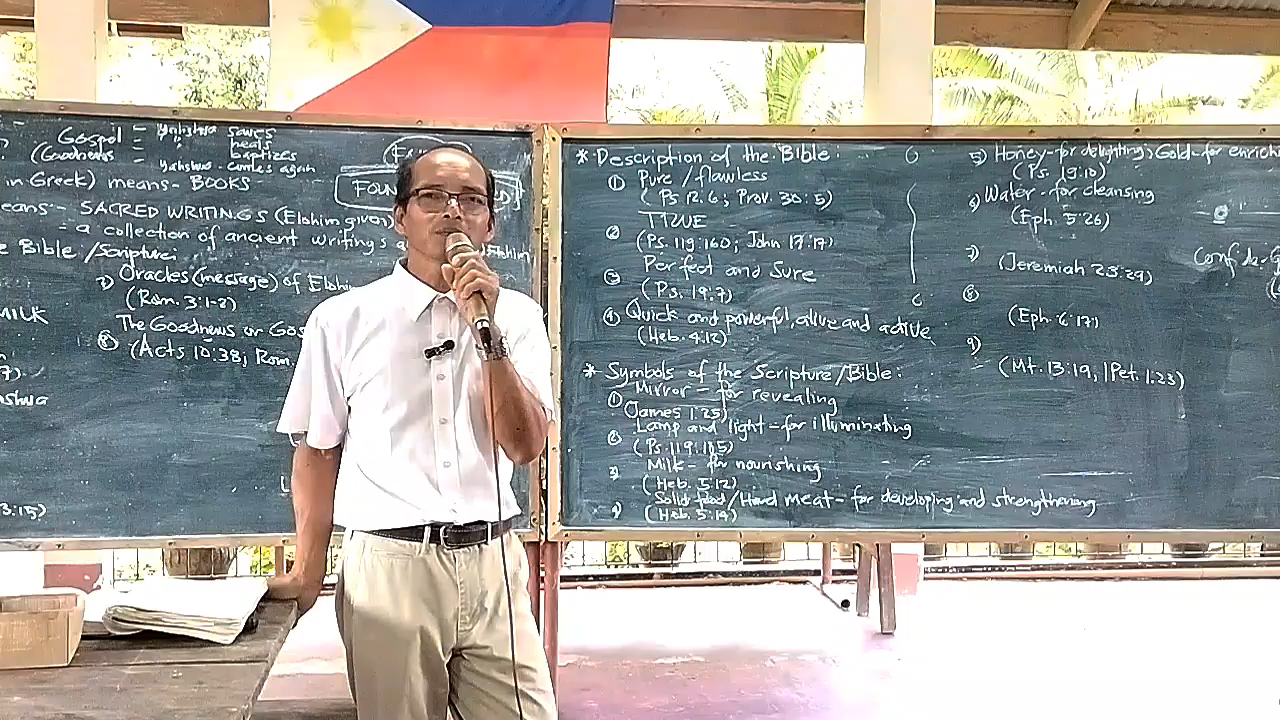 Gospel = Yahshua saves
" heals
(Goodnews = " baptizes
Yahshua - comes again
in Greek) means - BOOKS
eans - SACRED WRITINGS (Elohim given)
= a collection of ancient writings a
e Bible/Scripture:
7) Oracles (message) of Elohim
(Rom. 3:1-2)
MILK
The Goodnews or Gos
⑧ (Acts 10:38; Rom.
7).
ashua
3:15)
* Description of the Bible:
① Pure/flawless
(Ps 12:6; Prov. 30:5)
TRUE
② (Ps. 119:160; John 17:17)
Perfect and Sure
③ (Ps. 19:7)
④ Quick and powerful, alive and active
(Heb. 4:12)
* Symbols of the Scripture/Bible:
Mirror - for revealing
① (James 1:25)
Lamp and light - for illuminating
② (Ps. 119:105)
Milk - for nourishing
3) (Heb. 5:12)
Solid food/Hard meat - for developing and strengthening
4) (Heb. 5:14)
5) Honey - for delighting; Gold - for enrich
(Ps. 19:10)
6) Water - for cleansing
(Eph. 5:26)
7) (Jeremiah 23:29)
⑧
(Eph. 6:17)
9)
(Mt. 13:19, 1 Pet. 1:23)